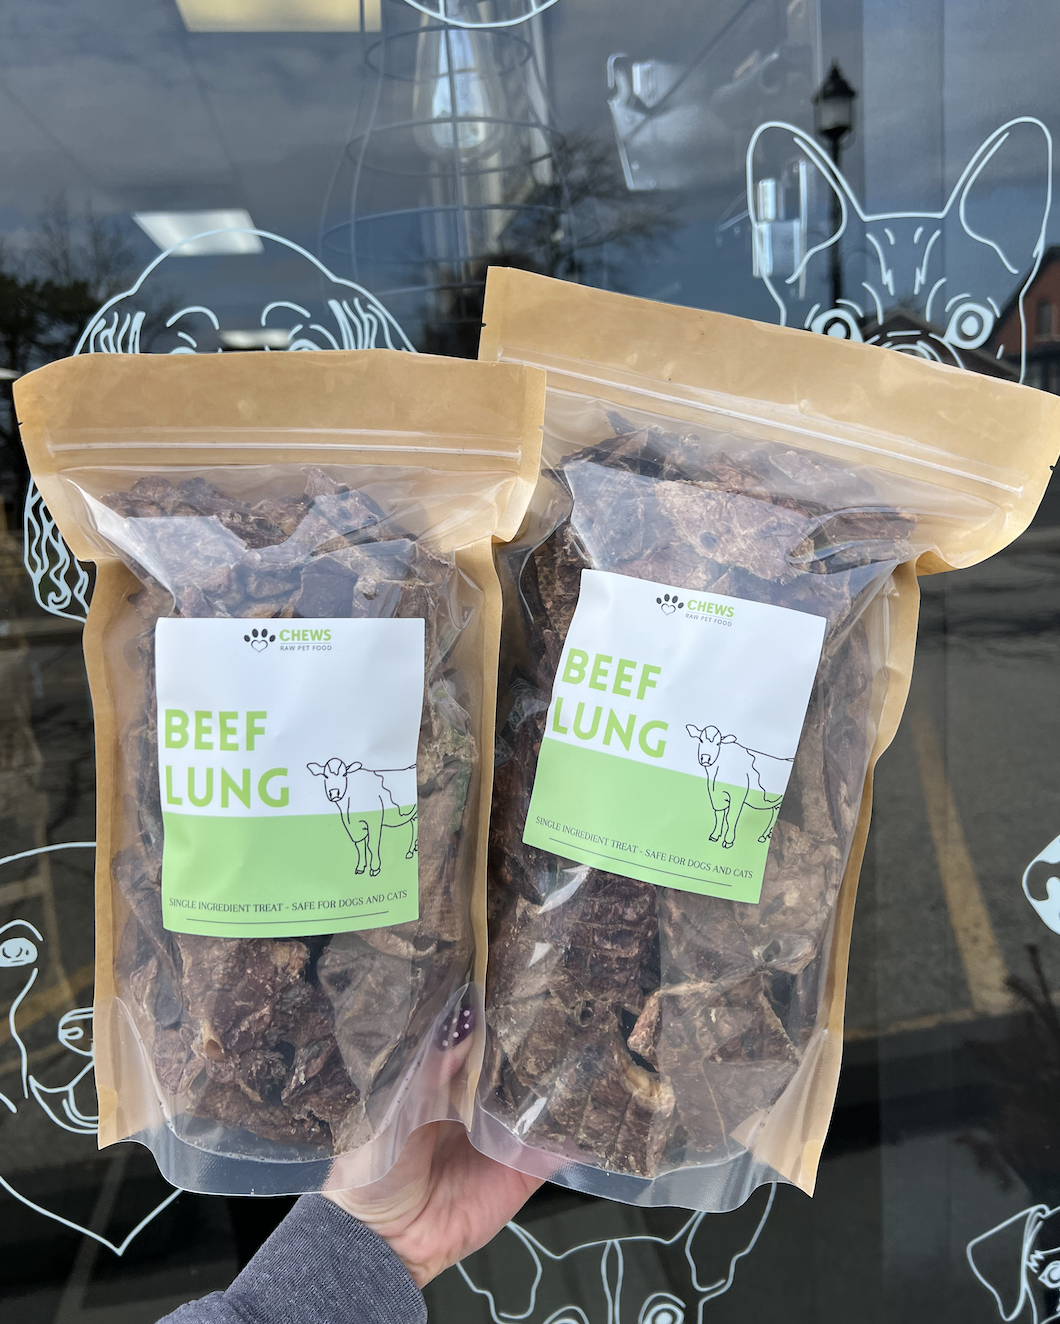 CHEWS
RAW PET FOOD
BEEF
LUNG
SINGLE INGREDIENT TREAT - SAFE FOR DOGS AND CATS
CHEWS
RAW PET FOOD
BEEF
LUNG
SINGLE INGREDIENT TREAT - SAFE FOR DOGS AND CATS